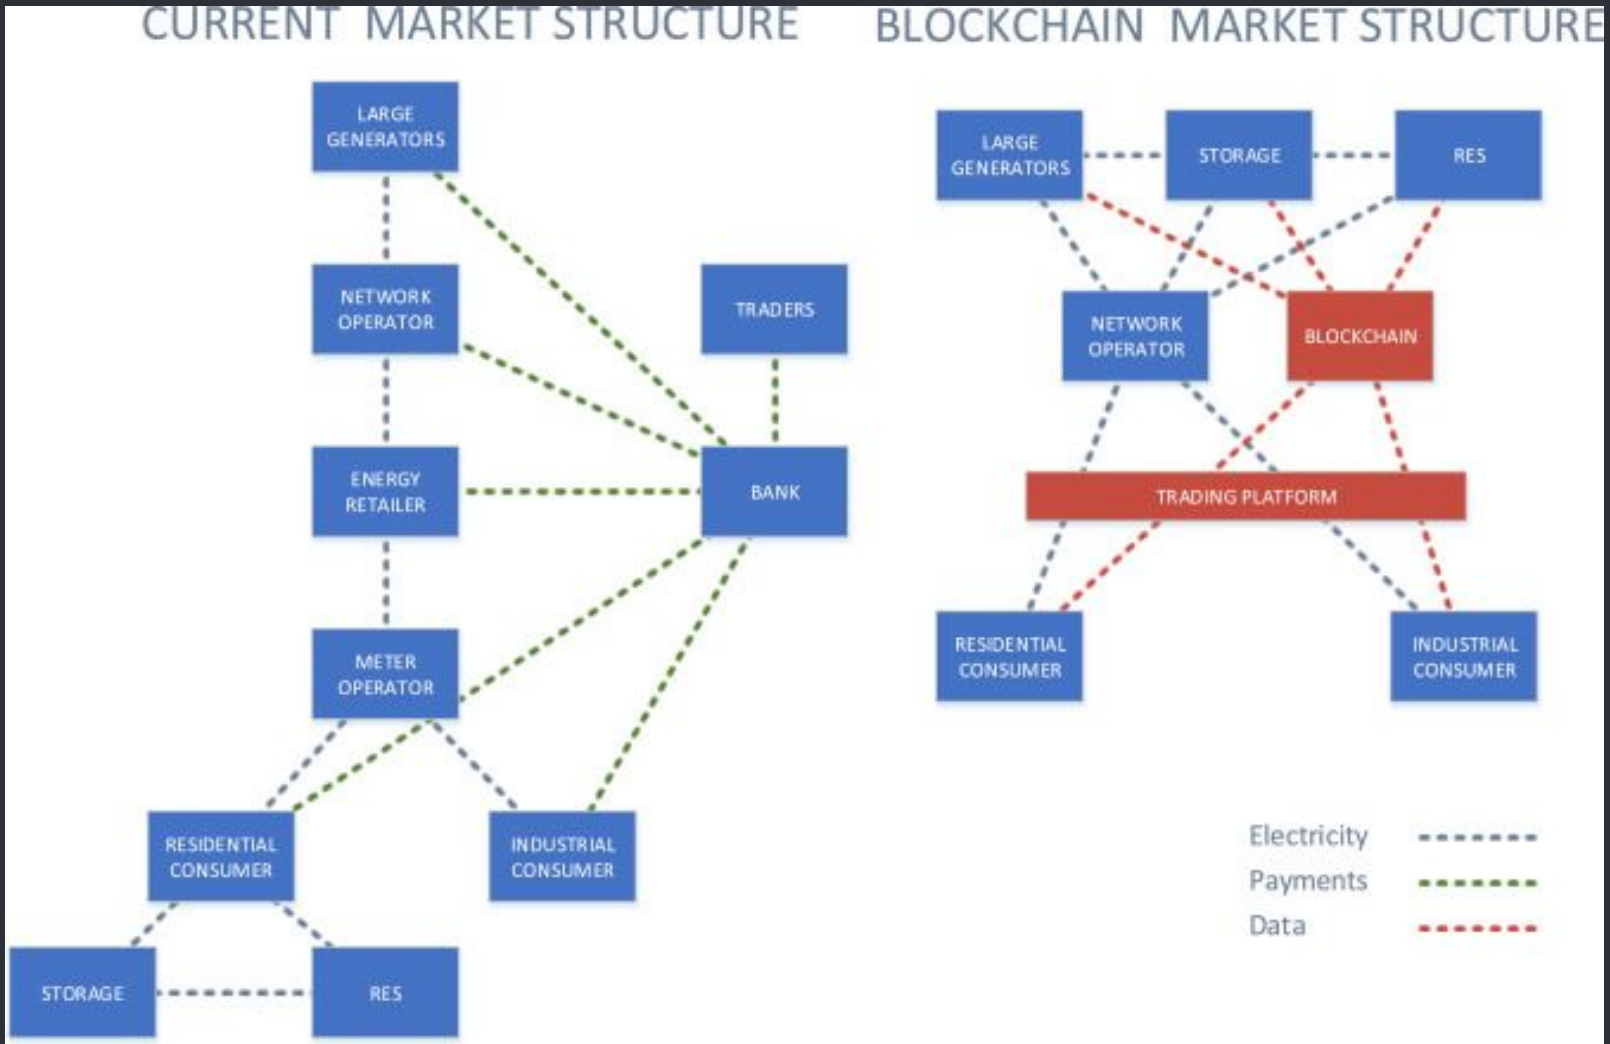 CURRENT MARKET STRUCTURE
LARGE
GENERATORS
NETWORK
OPERATOR
TRADERS
ENERGY
RETAILER
BANK
METER
OPERATOR
RESIDENTIAL
CONSUMER
INDUSTRIAL
CONSUMER
STORAGE
RES
BLOCKCHAIN MARKET STRUCTURE
LARGE
GENERATORS
STORAGE
RES
NETWORK
OPERATOR
BLOCKCHAIN
TRADING PLATFORM
RESIDENTIAL
CONSUMER
INDUSTRIAL
CONSUMER
Electricity
Payments
Data